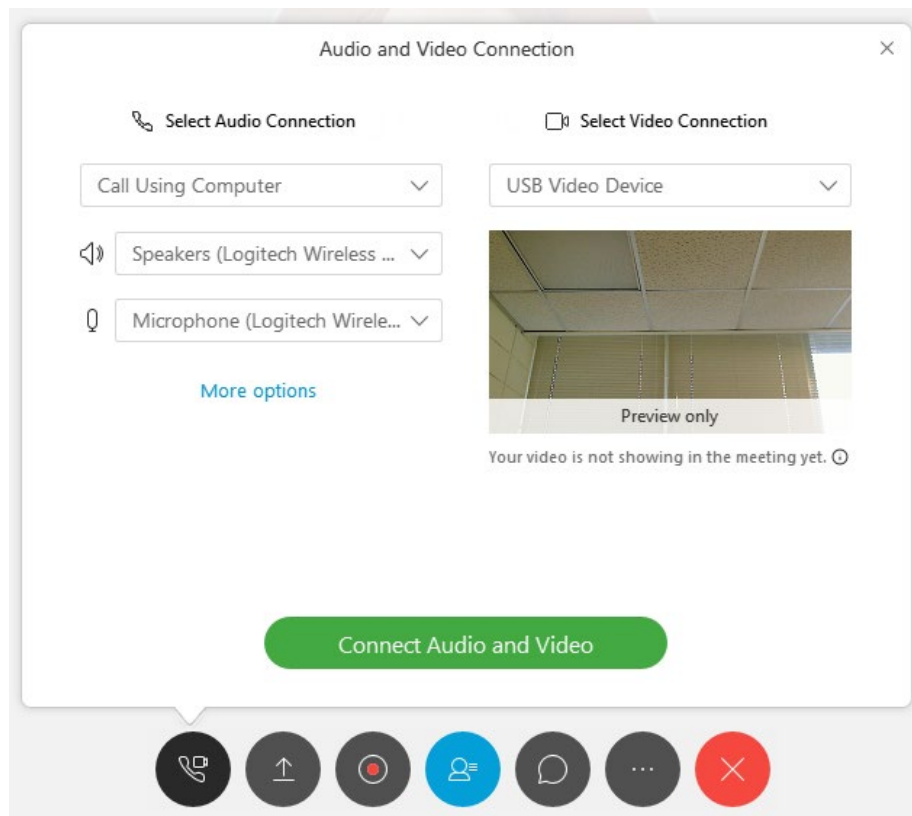 Audio and Video Connection
Select Audio Connection
Select Video Connection
Call Using Computer
USB Video Device
Speakers (Logitech Wireless ...
Microphone (Logitech Wirele...
More options
Preview only
Your video is not showing in the meeting yet.
Connect Audio and Video